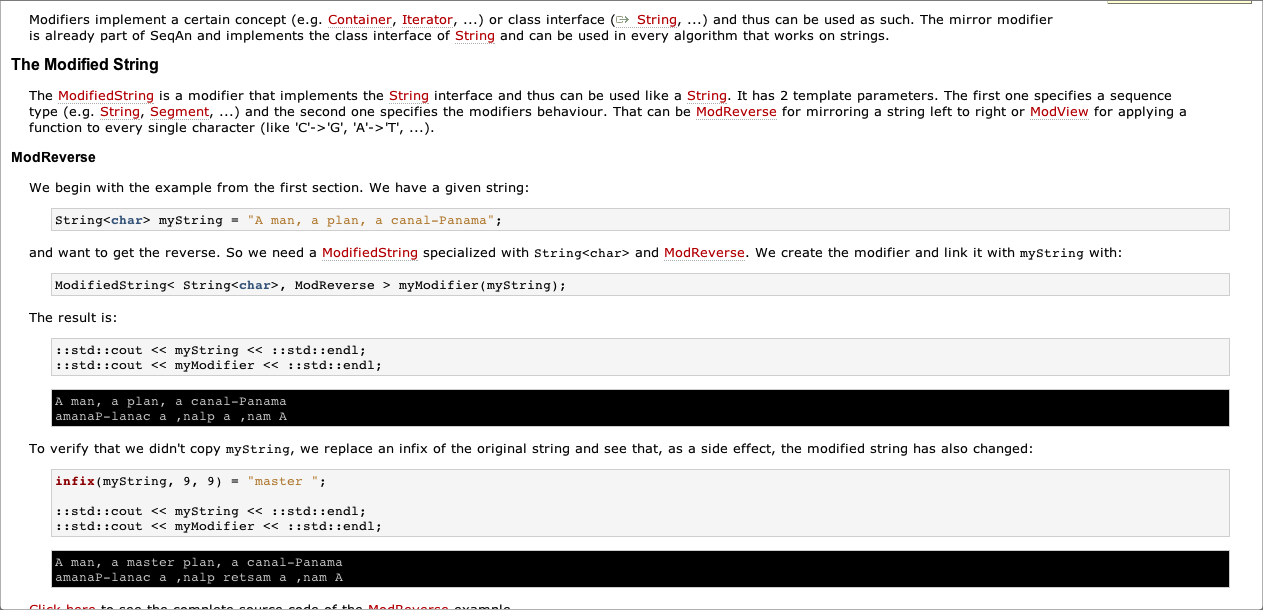 Modifiers implement a certain concept (e.g. Container, Iterator, ...) or class interface (String, ...) and thus can be used as such. The mirror modifier
is already part of SeqAn and implements the class interface of String and can be used in every algorithm that works on strings.
The Modified String
The ModifiedString is a modifier that implements the String interface and thus can be used like a String. It has 2 template parameters. The first one specifies a sequence
type (e.g. String, Segment, ...) and the second one specifies the modifiers behaviour. That can be ModReverse for mirroring a string left to right or ModView for applying a
function to every single character (like 'C'->'G', 'A'->'T', ...).
ModReverse
We begin with the example from the first section. We have a given string:
String<char> myString = "A man, a plan, a canal-Panama";
and want to get the reverse. So we need a ModifiedString specialized with String<char> and ModReverse. We create the modifier and link it with myString with:
ModifiedString< String<char>, ModReverse > myModifier(myString);
The result is:
::std::cout << myString << ::std::endl;
::std::cout << myModifier << ::std::endl;
A man, a plan, a canal-Panama
amanaP-lanac a ,nalp a ,nam A
To verify that we didn't copy myString, we replace an infix of the original string and see that, as a side effect, the modified string has also changed:
infix(myString, 9, 9) = "master ";
::std::cout << myString << ::std::endl;
::std::cout << myModifier << ::std::endl;
A man, a master plan, a canal-Panama
amanaP-lanac a ,nalp retsam a ,nam A
Click here to see the complete source code of the ModReverse example.